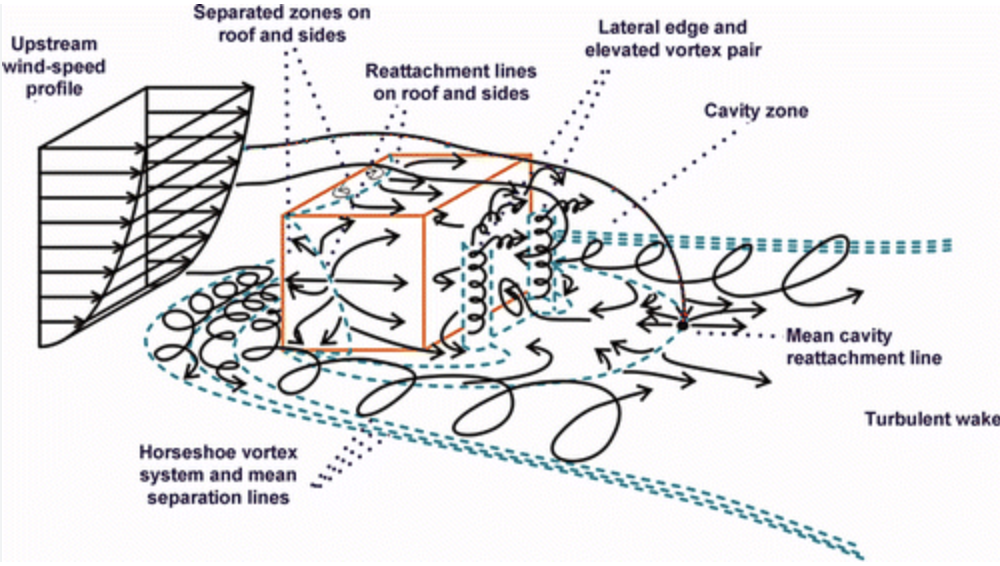 Separated zones on
roof and sides
Upstream
wind-speed
profile
Reattachment lines
on roof and sides
Lateral edge and
elevated vortex pair
Cavity zone
Mean cavity
reattachment line
Turbulent wake
Horseshoe vortex
system and mean
separation lines